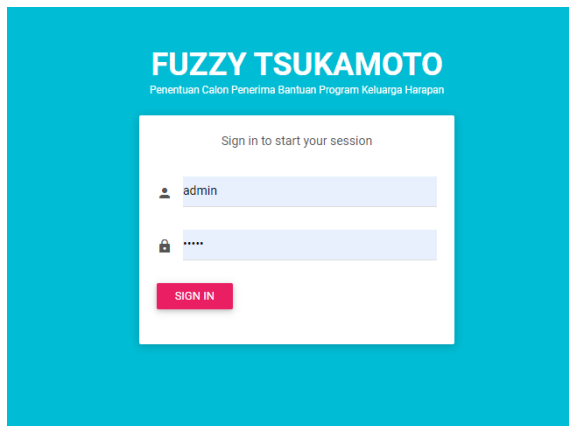 FUZZY TSUKAMOTO
Penentuan Calon Penerima Bantuan Program Keluarga Harapan
Sign in to start your session
admin
•••••
SIGN IN